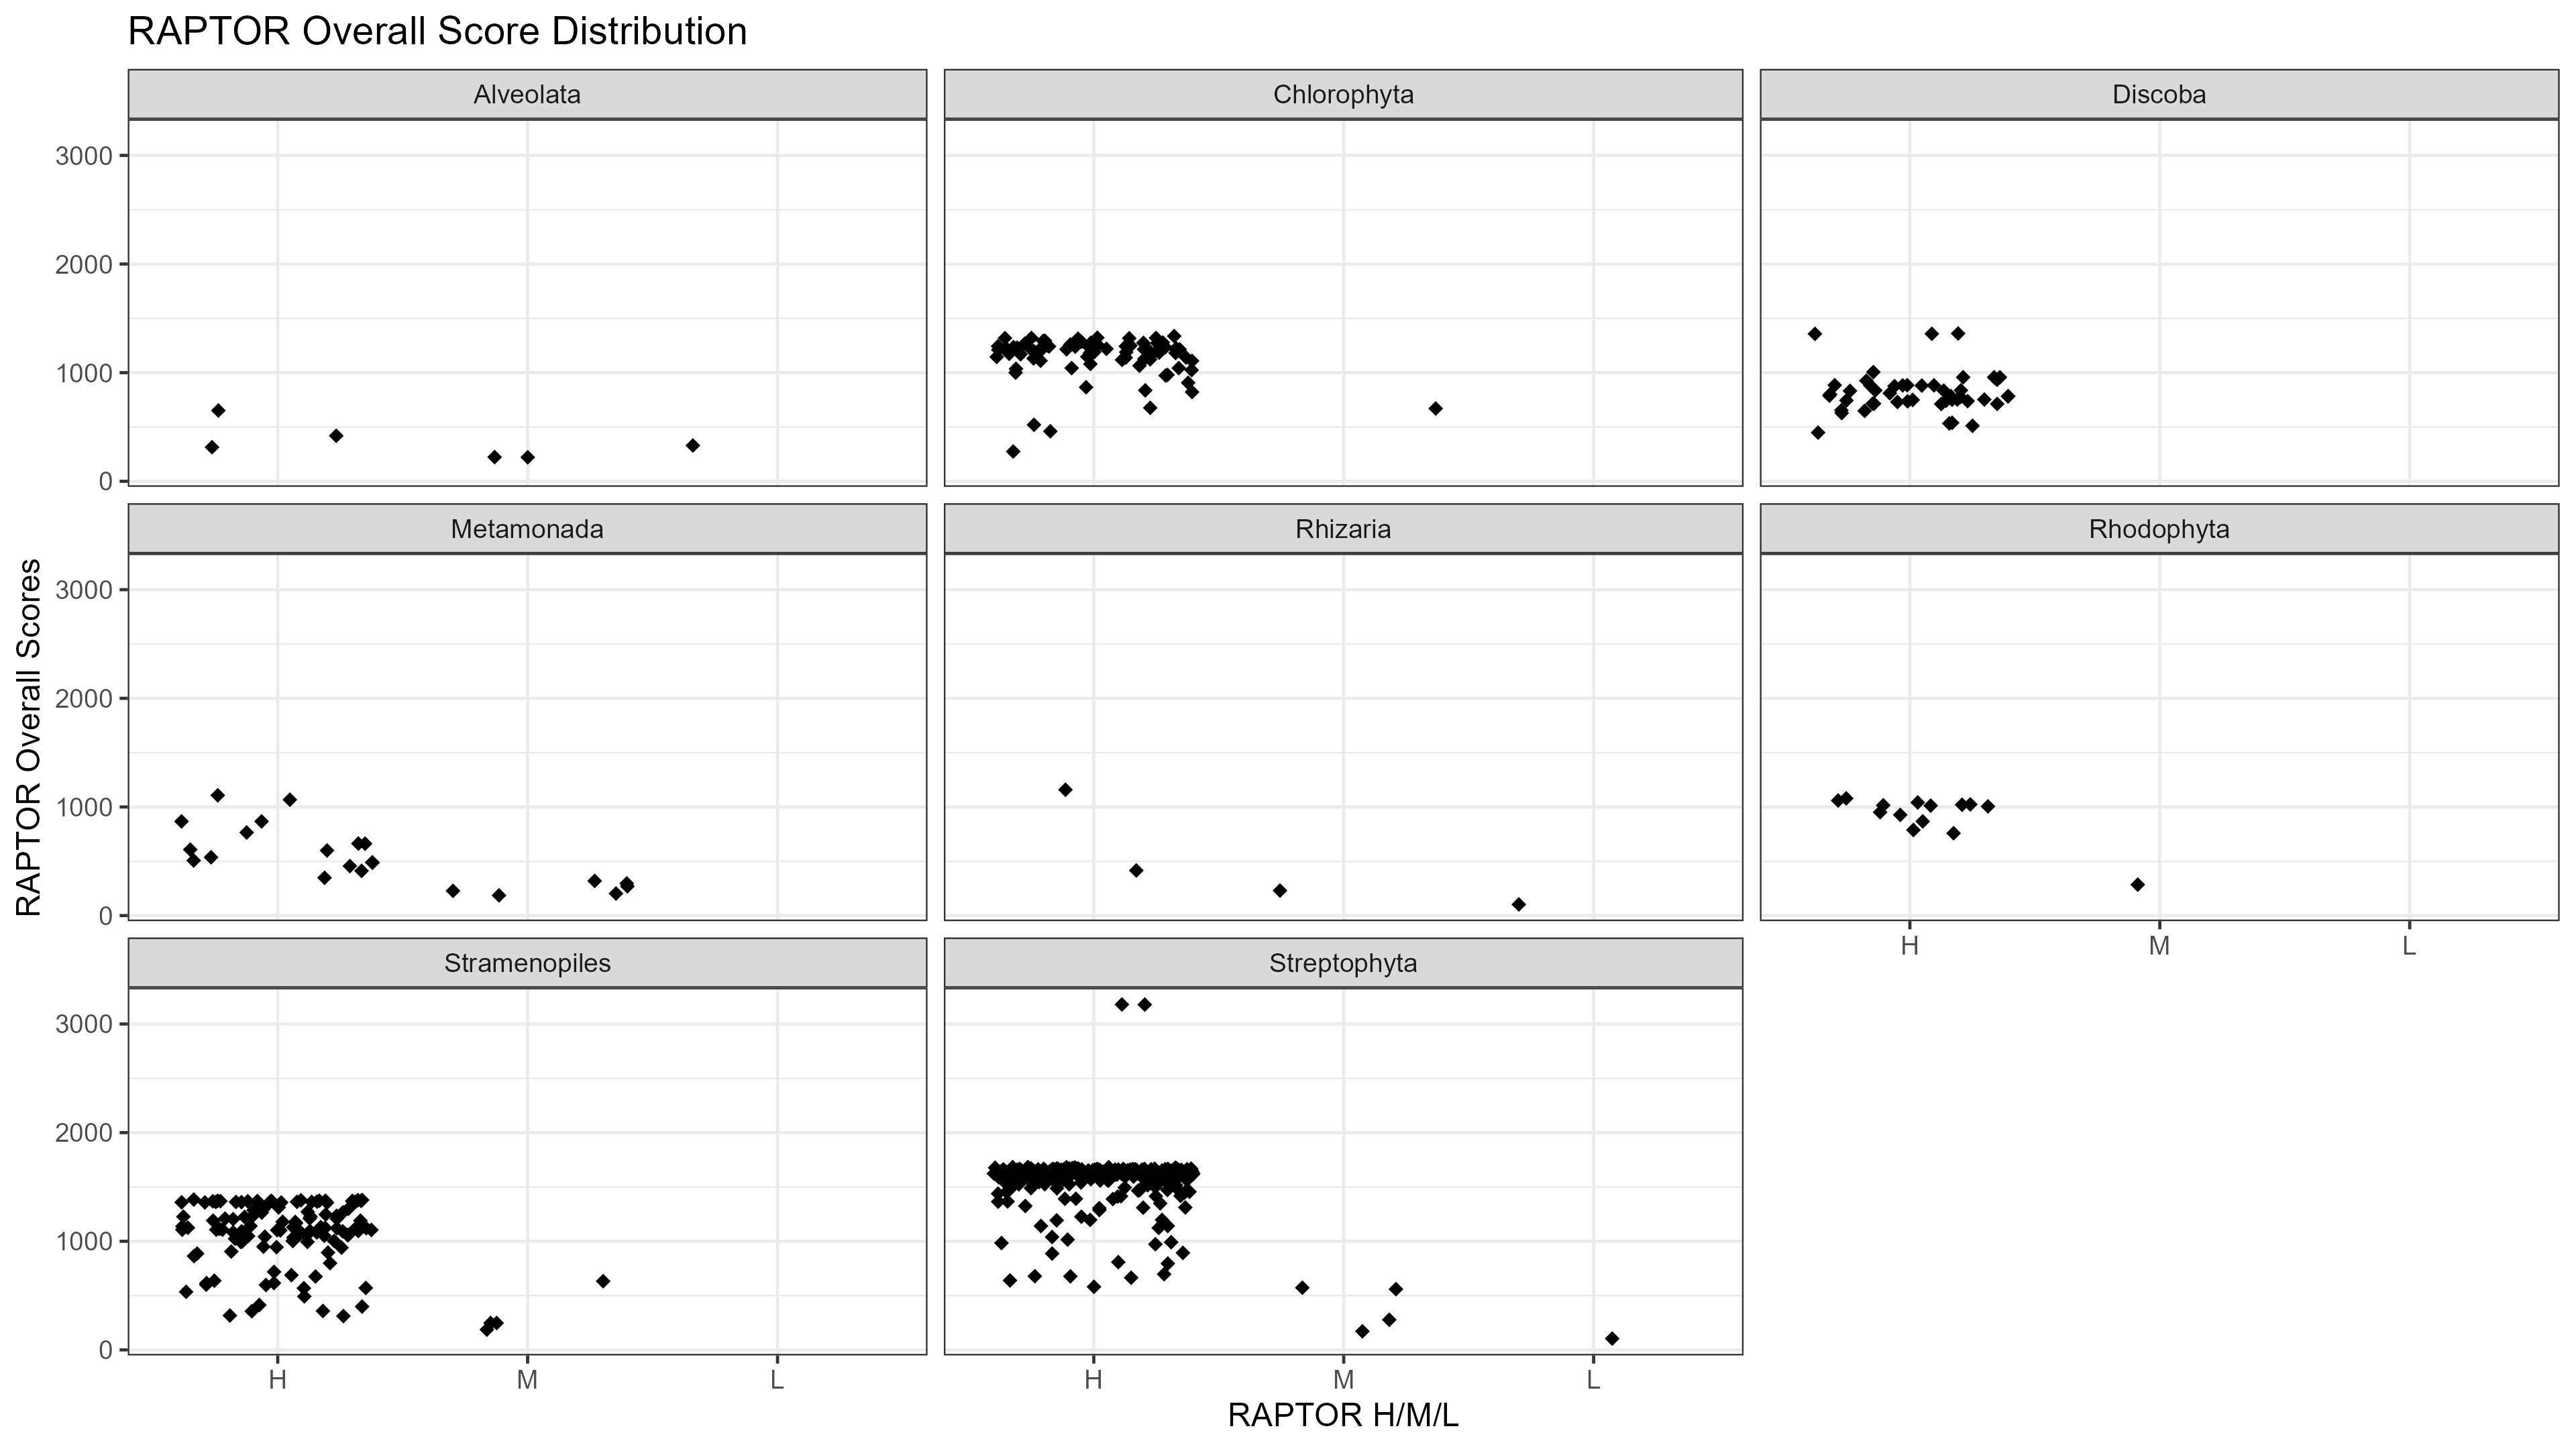 RAPTOR Overall Score Distribution
Alveolata
Chlorophyta
Discoba
3000
2000
1000
0
Metamonada
Rhizaria
Rhodophyta
3000
2000
1000
0
H M L
Stramenopiles
Streptophyta
3000
2000
1000
0
H M L
H M L
RAPTOR Overall Scores
RAPTOR H/M/L